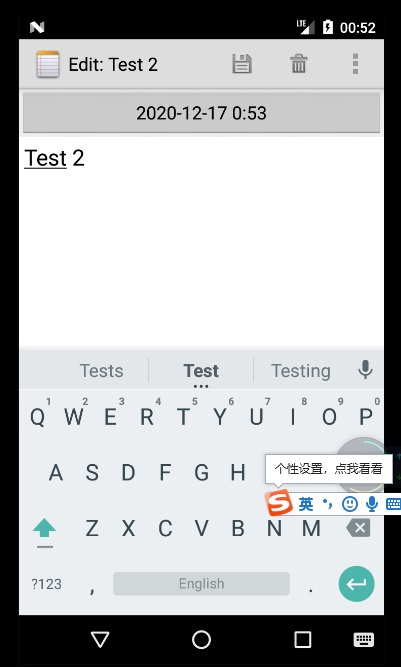 LTE 00:52
Edit: Test 2
2020-12-17 0:53
Test 2
Tests Test Testing
1 2 3 4 5 6 7 8 9 0
Q W E R T Y U I O P
A S D F G H
个性设置，点我看看
S 英
Z X C V B N M
?123 , English .